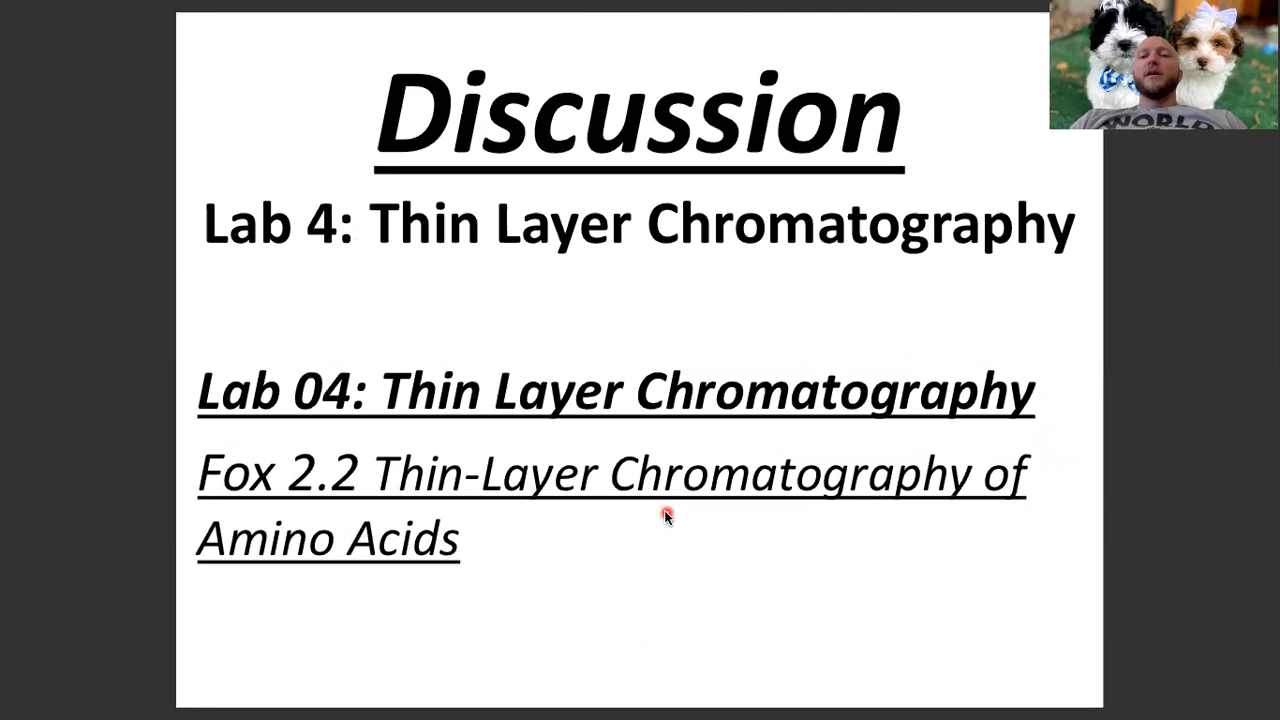 Discussion
Lab 4: Thin Layer Chromatography
Lab 04: Thin Layer Chromatography
Fox 2.2 Thin-Layer Chromatography of
Amino Acids
WORLD